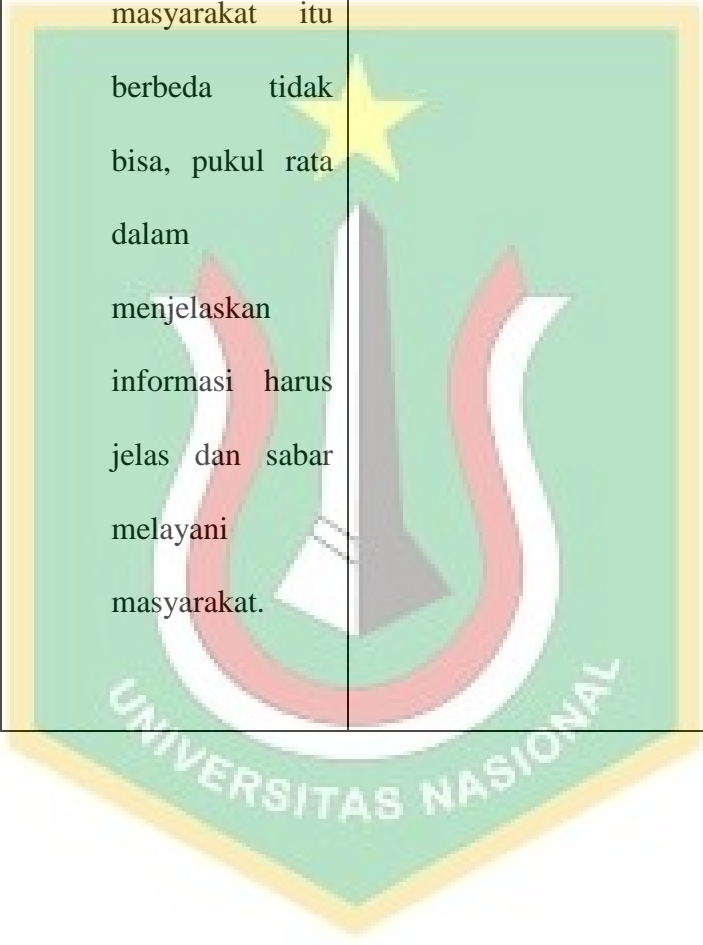 masyarakat itu
berbeda tidak
bisa, pukul rata
dalam
menjelaskan
informasi harus
jelas dan sabar
melayani
masyarakat.
UNIVERSITAS NASIONAL